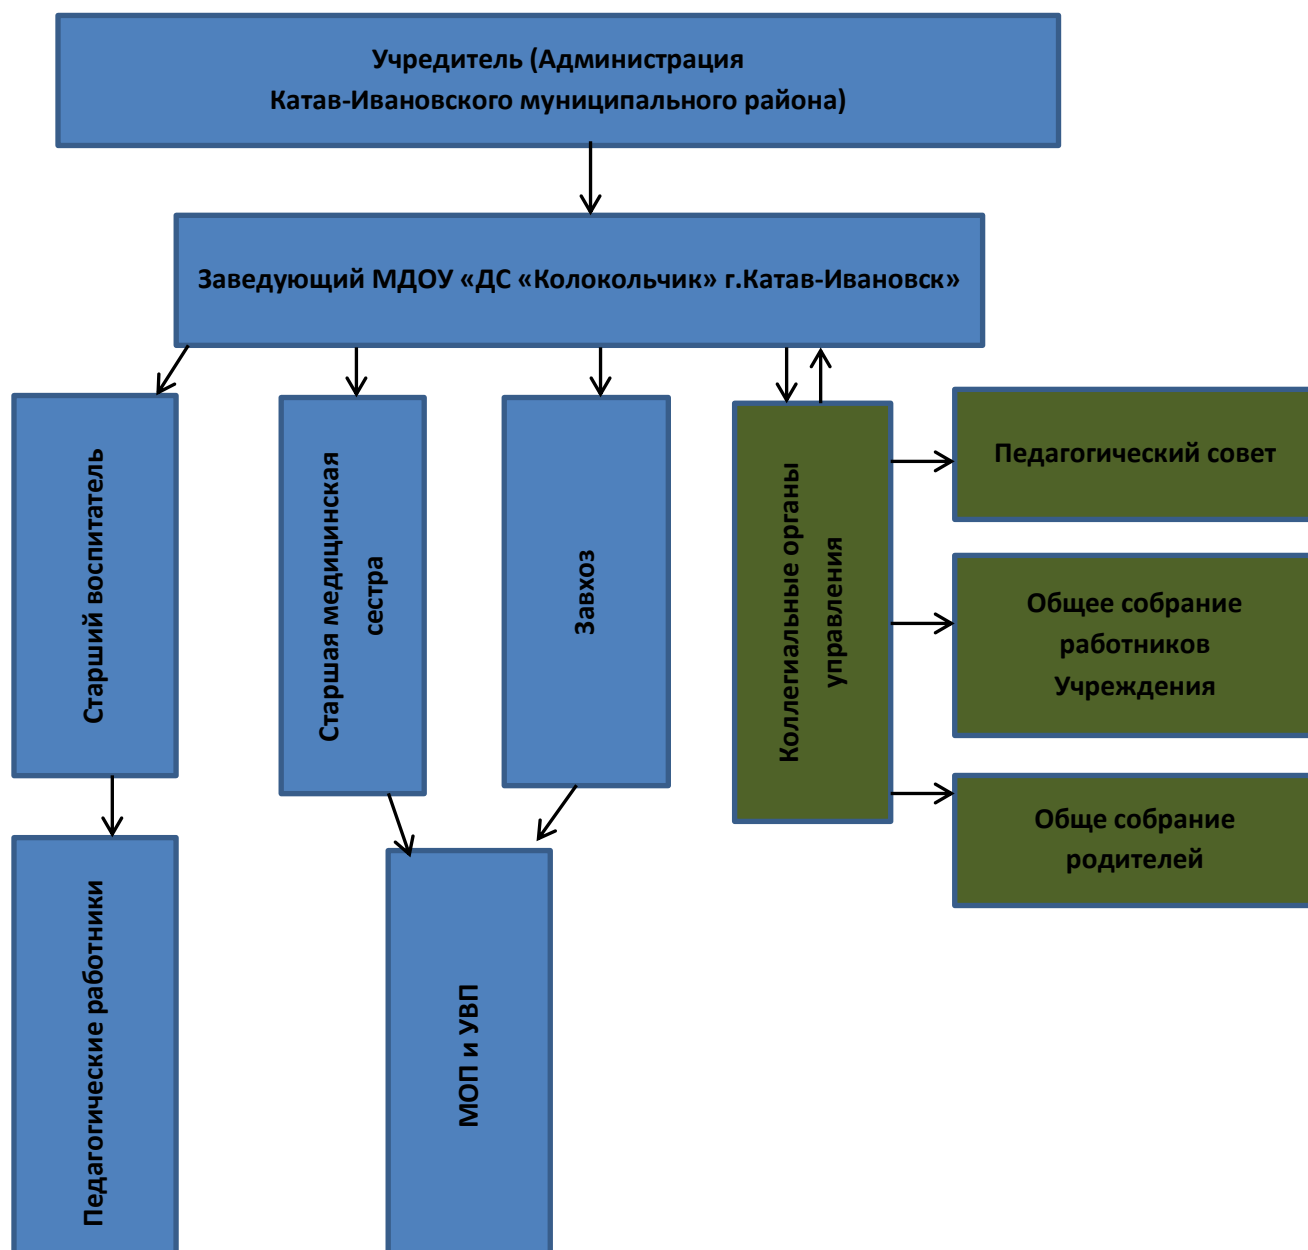 Учредитель (Администрация
Катав-Ивановского муниципального района)
Заведующий МДОУ «ДС «Колокольчик» г.Катав-Ивановск»
Старший воспитатель
Старшая медицинская
сестра
Завхоз
Коллегиальные органы
управления
Педагогический совет
Общее собрание
работников
Учреждения
Обще собрание
родителей
Педагогические работники
МОП и УВП